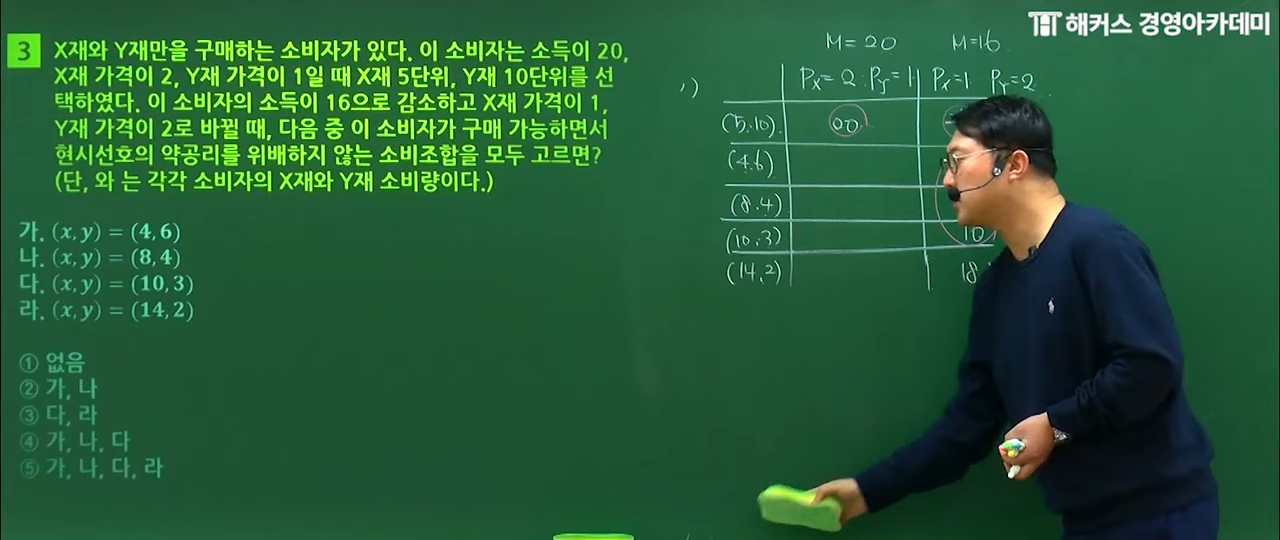 해커스 경영아카데미
3 X재와 Y재만을 구매하는 소비자가 있다. 이 소비자는 소득이 20,
X재 가격이 2, Y재 가격이 1일 때 X재 5단위, Y재 10단위를 선
택하였다. 이 소비자의 소득이 16으로 감소하고 X재 가격이 1,
Y재 가격이 2로 바뀔 때, 다음 중 이 소비자가 구매 가능하면서
현시선호의 약공리를 위배하지 않는 소비조합을 모두 고르면?
(단, 와 는 각각 소비자의 X재와 Y재 소비량이다.)
가. (x, y) = (4, 6)
나. (x, y) = (8, 4)
다. (x, y) = (10, 3)
라. (x, y) = (14, 2)
① 없음
② 가, 나
③ 다, 라
④ 가, 나, 다
⑤ 가, 나, 다, 라
M=20 M=16
1) Px=2 Py=1 Px=1 Py=2
(5.10) 20
(4.6)
(8.4)
(10.3) 10
(14.2) 18